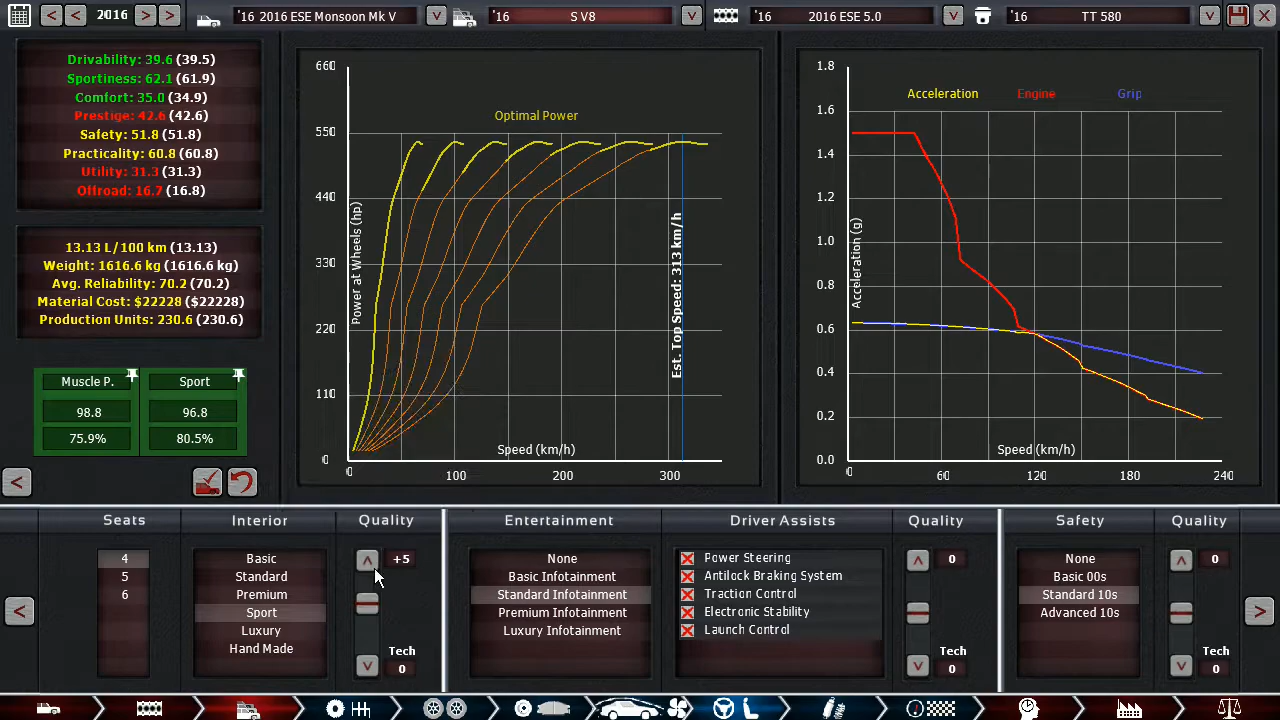 2016
'16 2016 ESE Monsoon Mk V
'16 S V8
'16 2016 ESE 5.0
'16 TT 580
Drivability: 39.6 (39.5)
Sportiness: 62.1 (61.9)
Comfort: 35.0 (34.9)
Prestige: 42.6 (42.6)
Safety: 51.8 (51.8)
Practicality: 60.8 (60.8)
Utility: 31.3 (31.3)
Offroad: 16.7 (16.8)
13.13 L/100 km (13.13)
Weight: 1616.6 kg (1616.6 kg)
Avg. Reliability: 70.2 (70.2)
Material Cost: $22228 ($22228)
Production Units: 230.6 (230.6)
Muscle P. Sport
98.8 96.8
75.9% 80.5%
660
550
440
330
220
110
0
Power at Wheels (hp)
Optimal Power
Est. Top Speed: 313 km/h
Speed (km/h)
0 100 200 300
1.8
1.6
1.4
1.2
1.0
0.8
0.6
0.4
0.2
0.0
Acceleration (g)
Acceleration Engine Grip
Speed (km/h)
0 60 120 180 240
Seats
4
5
6
Interior
Basic
Standard
Premium
Sport
Luxury
Hand Made
Quality
+5
Tech
0
Entertainment
None
Basic Infotainment
Standard Infotainment
Premium Infotainment
Luxury Infotainment
Driver Assists
Power Steering
Antilock Braking System
Traction Control
Electronic Stability
Launch Control
Quality
0
Tech
0
Safety
None
Basic 00s
Standard 10s
Advanced 10s
Quality
0
Tech
0